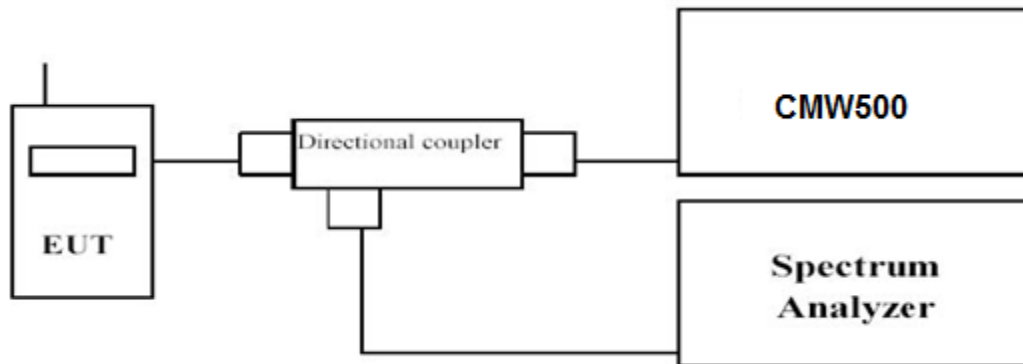 CMW500
Directional coupler
EUT
Spectrum
Analyzer